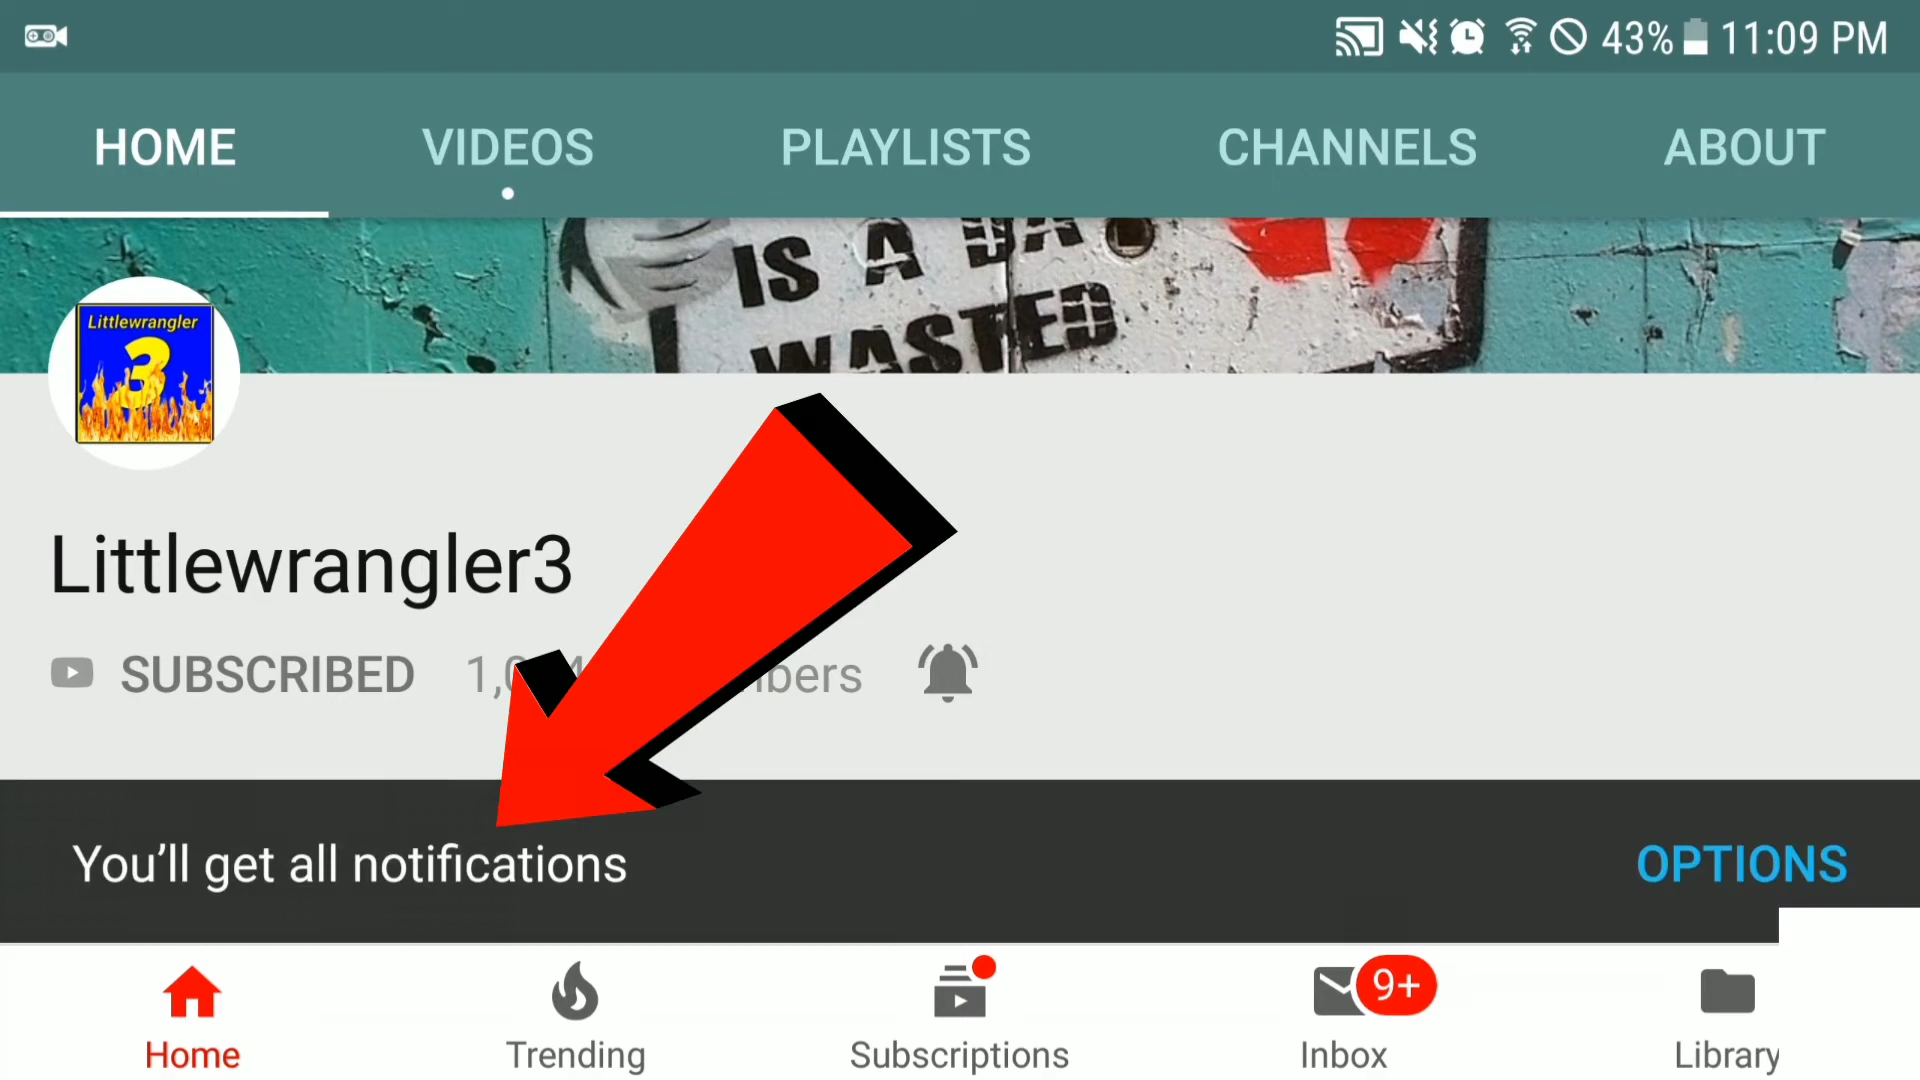 43% 11:09 PM
HOME VIDEOS PLAYLISTS CHANNELS ABOUT
IS A DA
WASTED
Littlewrangler
3
Littlewrangler3
SUBSCRIBED
You'll get all notifications OPTIONS
9+
Home Trending Subscriptions Inbox Library